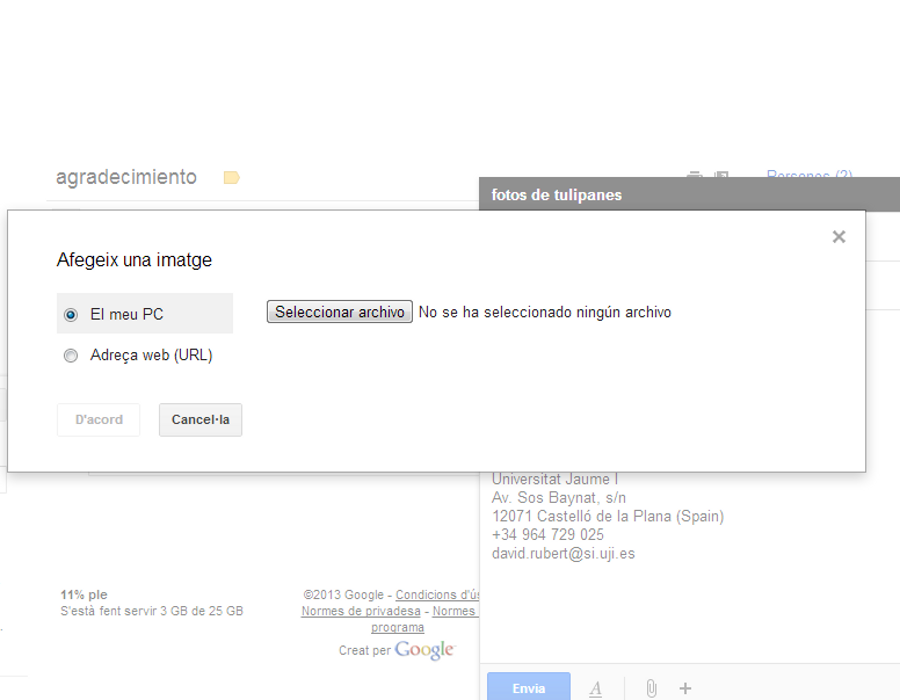 agradecimiento
Persones (2)
fotos de tulipanes
Afegeix una imatge
El meu PC
Seleccionar archivo No se ha seleccionado ningún archivo
Adreça web (URL)
D'acord
Cancel·la
Universitat Jaume I
Av. Sos Baynat, s/n
12071 Castelló de la Plana (Spain)
+34 964 729 025
david.rubert@si.uji.es
11% ple
S'està fent servir 3 GB de 25 GB
©2013 Google - Condicions d'ús
Normes de privadesa - Normes
programa
Creat per Google
Envia
A